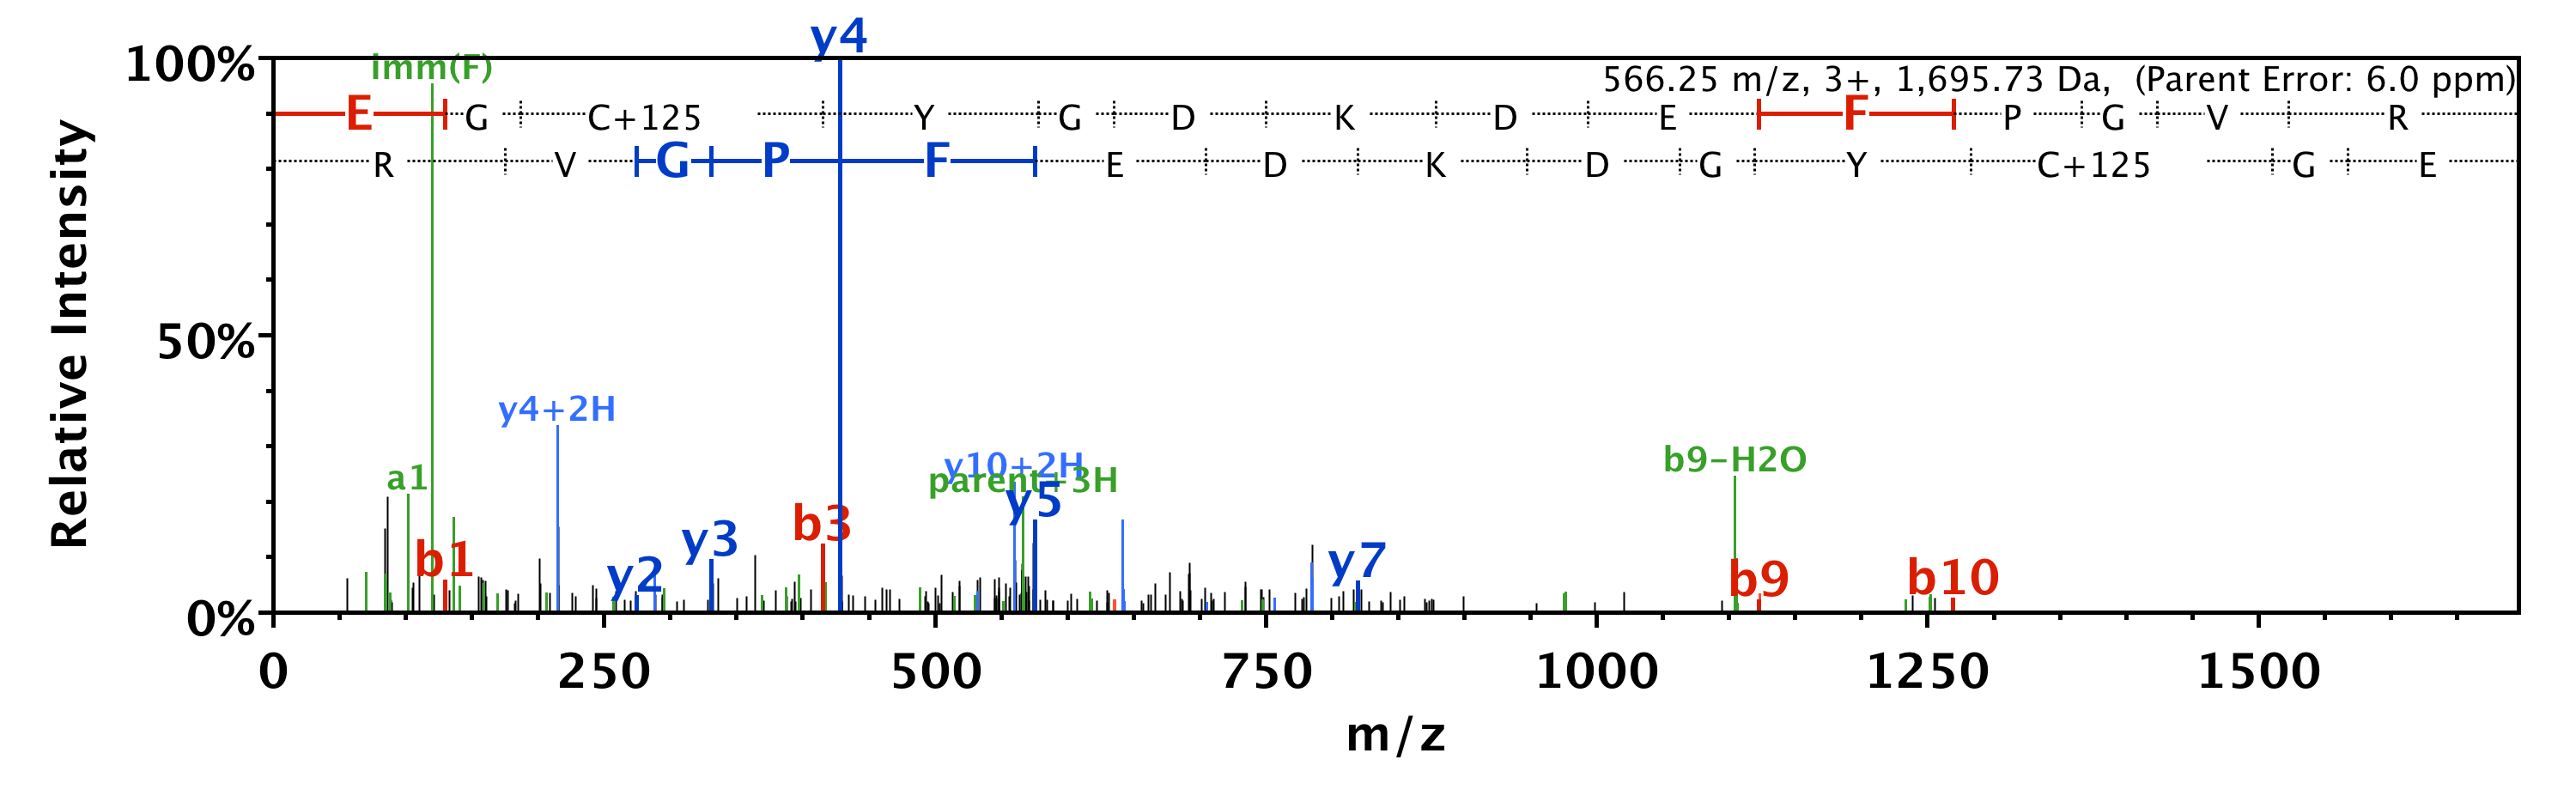 y4
100%
imm(F)
566.25 m/z, 3+, 1,695.73 Da, (Parent Error: 6.0 ppm)
E G C+125 Y G D K D E F P G V R
R V G P F E D K D G Y C+125 G E
50%
y4+2H
y10+2H
b9-H2O
a1
parent+3H
y5
b3
y3
b1
y2
y7
b9
b10
0%
0 250 500 750 1000 1250 1500
m/z
Relative Intensity